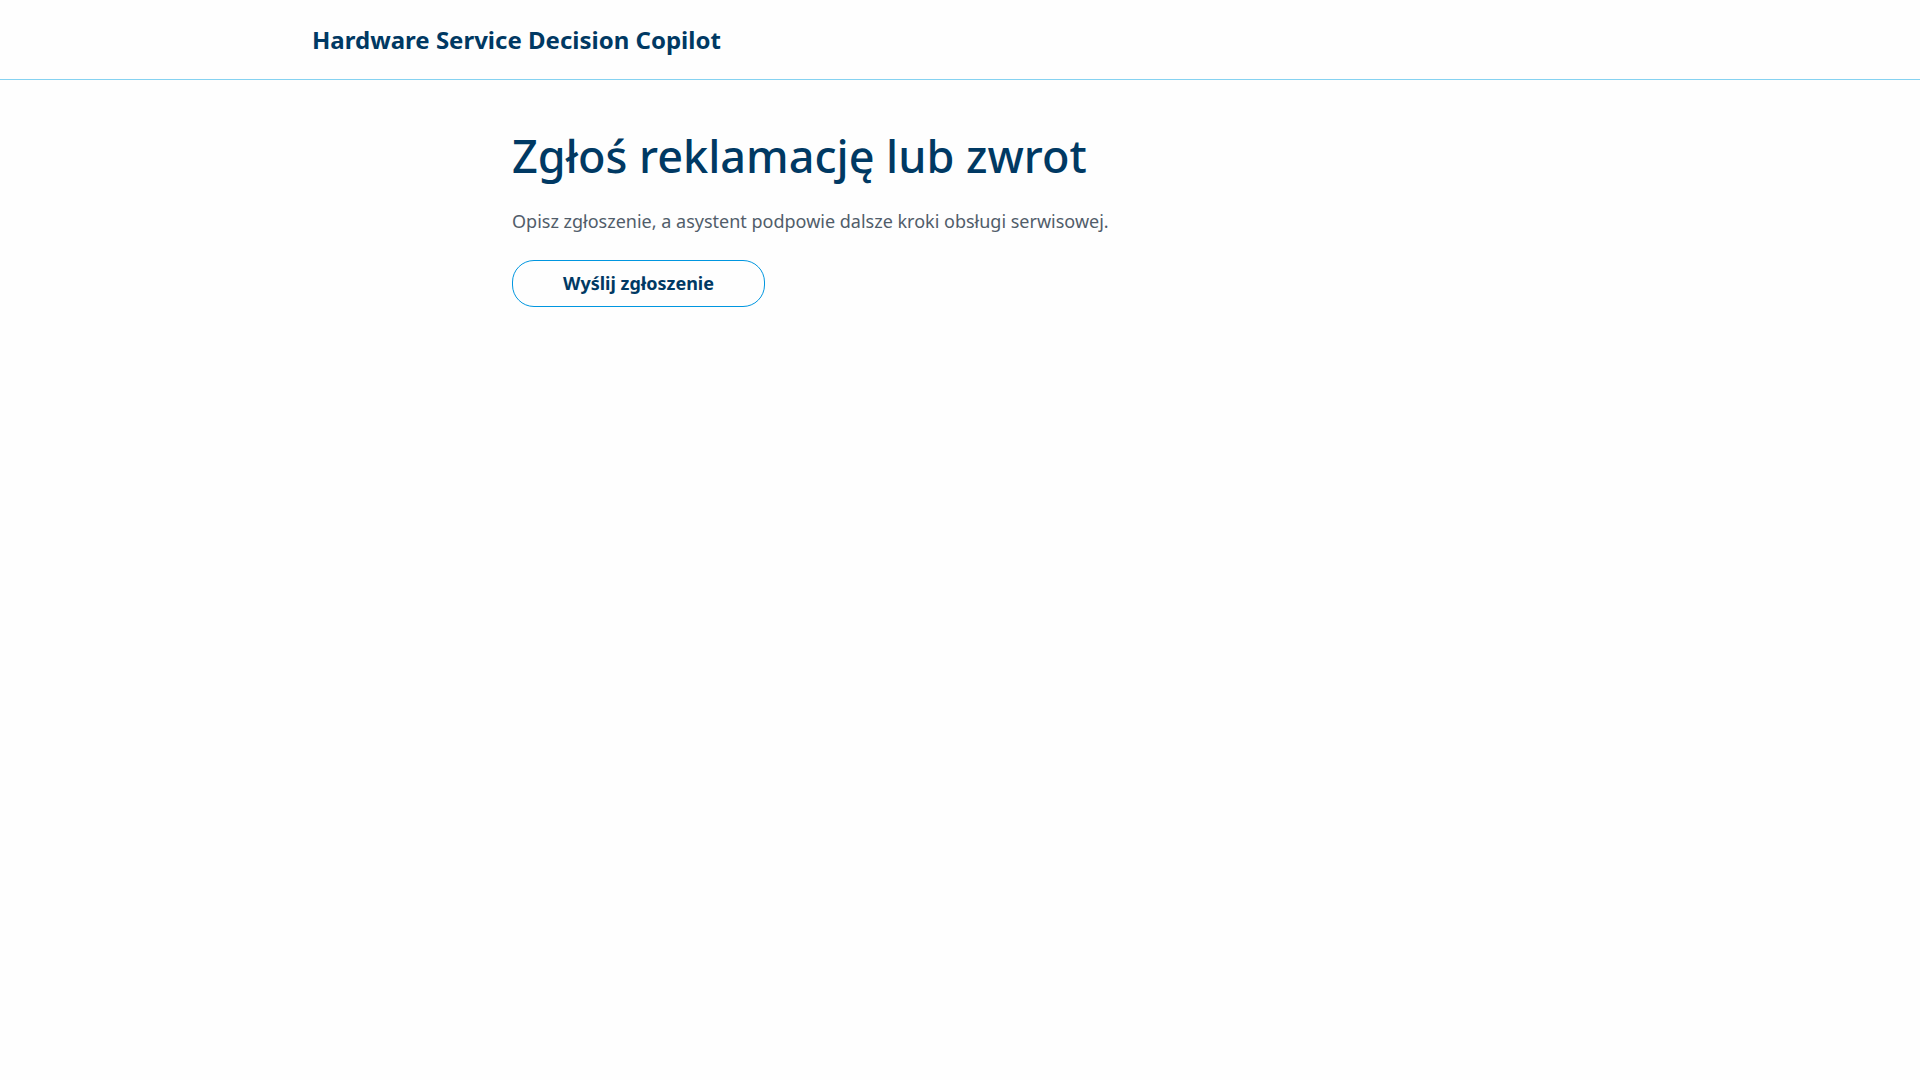 Hardware Service Decision Copilot
Zgłoś reklamację lub zwrot
Opisz zgłoszenie, a asystent podpowie dalsze kroki obsługi serwisowej.
Wyślij zgłoszenie